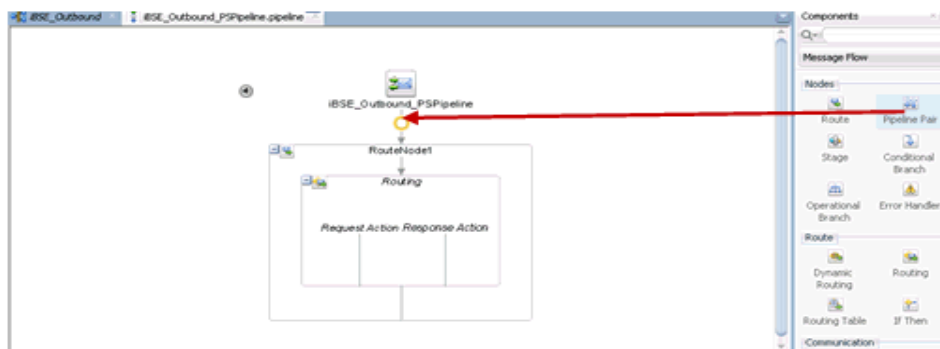 iBSE_Outbound
iBSE_Outbound_PSPipeline.pipeline
Components
Message Flow
iBSE_Outbound_PSPipeline
RouteNode1
Routing
Request Action Response Action
Nodes
Route
Pipeline Pair
Stage
Conditional
Branch
Operational
Branch
Error Handler
Route
Dynamic
Routing
Routing
Routing Table
If Then
Communication